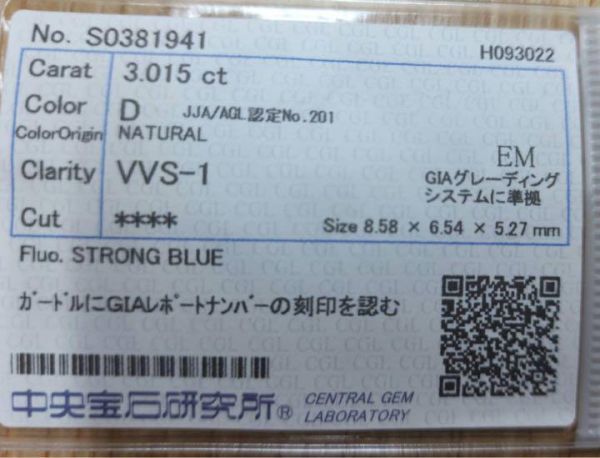 No. S0381941
H093022
Carat 3.015 ct
Color D JJA/AGL認定No.201
ColorOrigin NATURAL
Clarity VVS-1
EM
GIAグレーディング
システムに準拠
Cut ****
Size 8.58 × 6.54 × 5.27 mm
Fluo. STRONG BLUE
ガードルにGIAレポートナンバーの刻印を認む
中央宝石研究所® CENTRAL GEM
LABORATORY